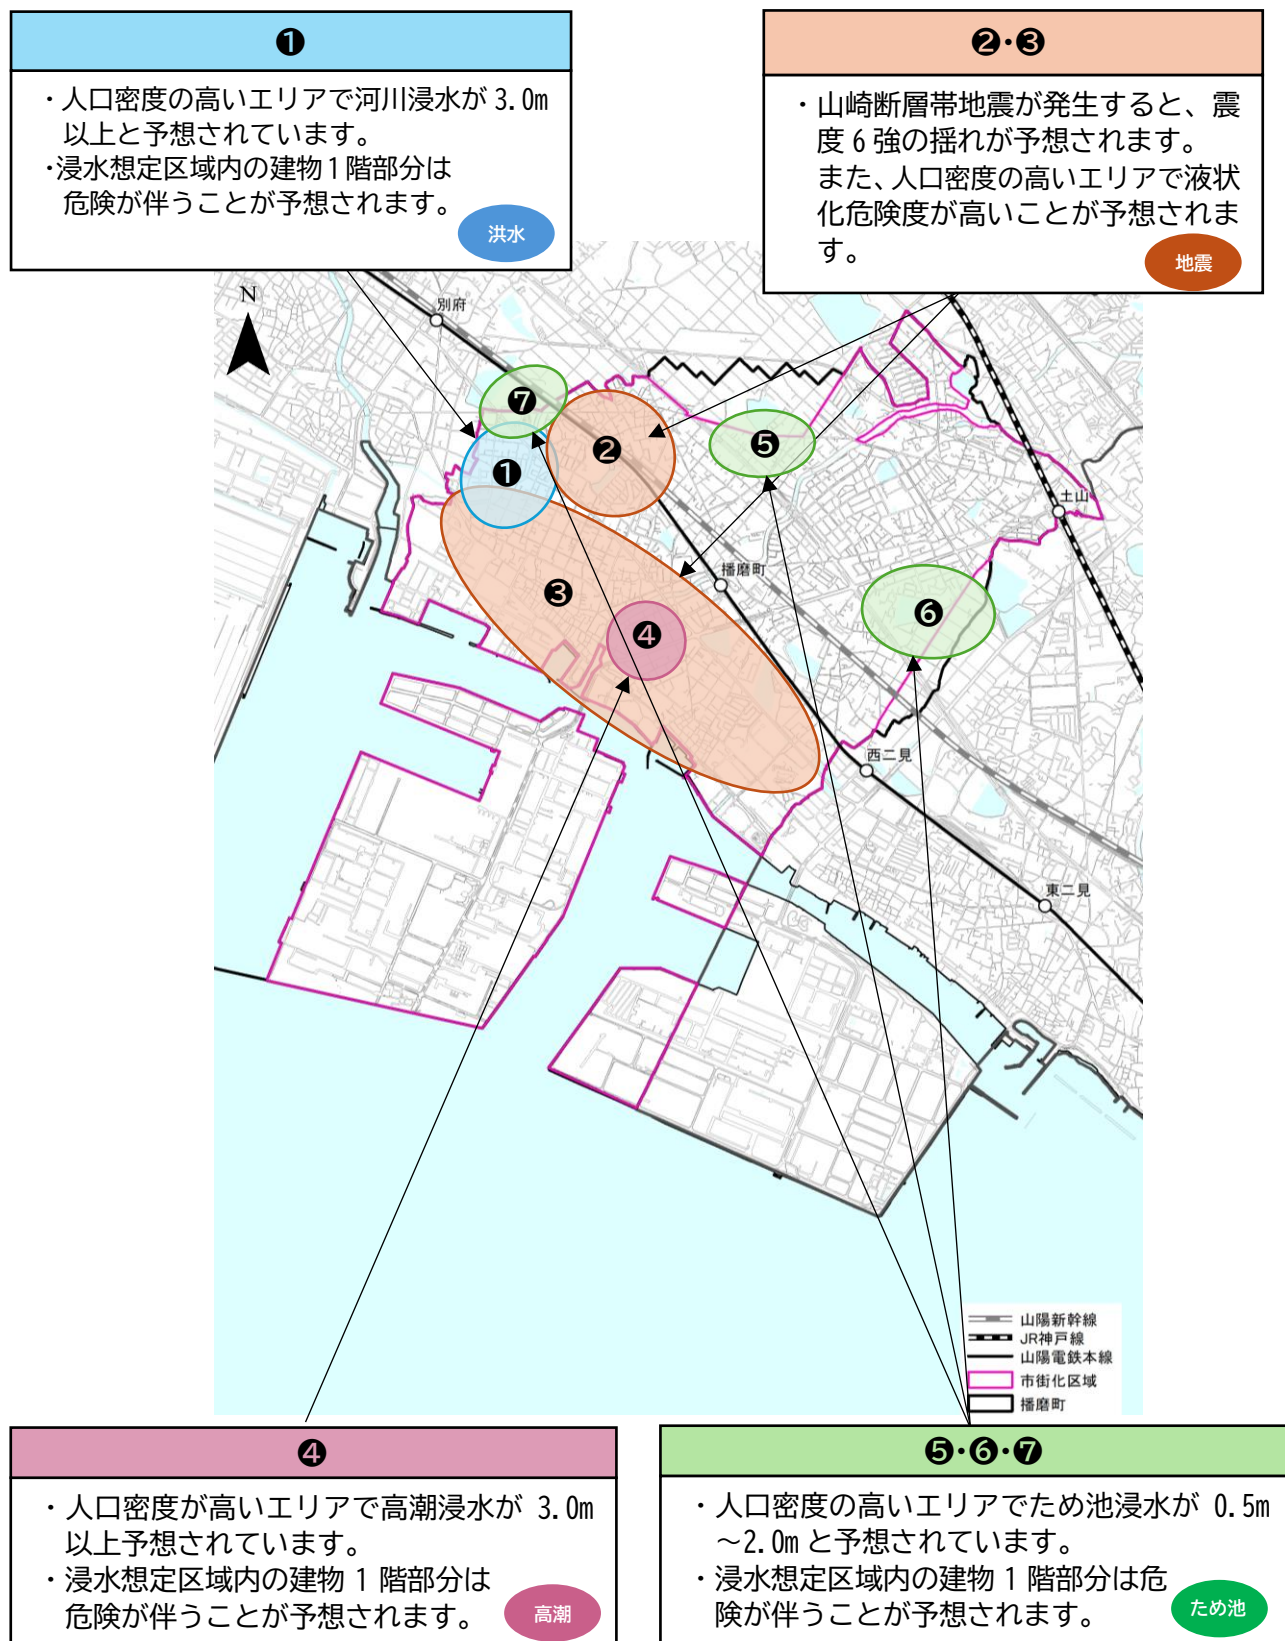 ❶
・人口密度の高いエリアで河川浸水が 3.0m
以上と予想されています。
・浸水想定区域内の建物１階部分は
危険が伴うことが予想されます。
洪水
❷・❸
・山崎断層帯地震が発生すると、震
度６強の揺れが予想されます。
また、人口密度の高いエリアで液状
化危険度が高いことが予想されま
す。
地震
N
別府
❼
❷
❺
❶
土山
播磨町
❸
❻
❹
西二見
東二見
山陽新幹線
JR神戸線
山陽電鉄本線
市街化区域
播磨町
❹
・人口密度が高いエリアで高潮浸水が 3.0m
以上予想されています。
・浸水想定区域内の建物 １階部分は
危険が伴うことが予想されます。
高潮
❺・❻・❼
・人口密度の高いエリアでため池浸水が 0.5m
～2.0m と予想されています。
・浸水想定区域内の建物 １階部分は危
険が伴うことが予想されます。
ため池